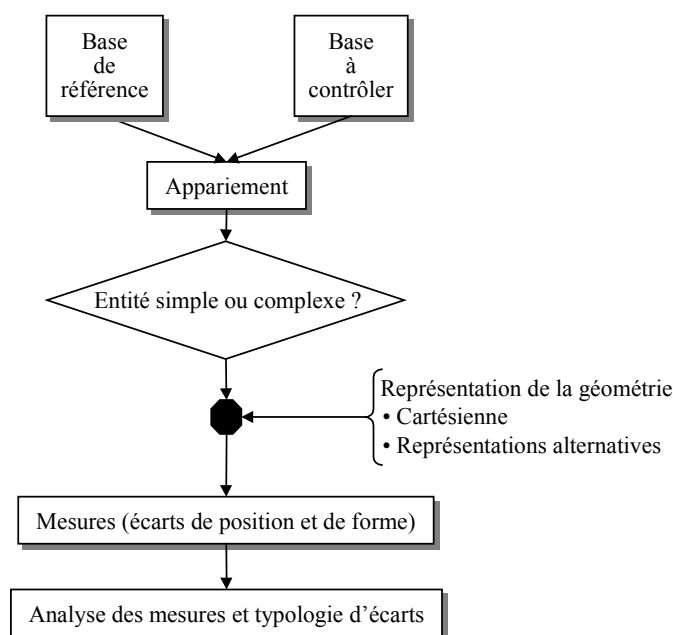 Base
de
référence
Base
à
contrôler
Appariement
Entité simple ou complexe ?
Représentation de la géométrie
• Cartésienne
• Représentations alternatives
Mesures (écarts de position et de forme)
Analyse des mesures et typologie d’écarts